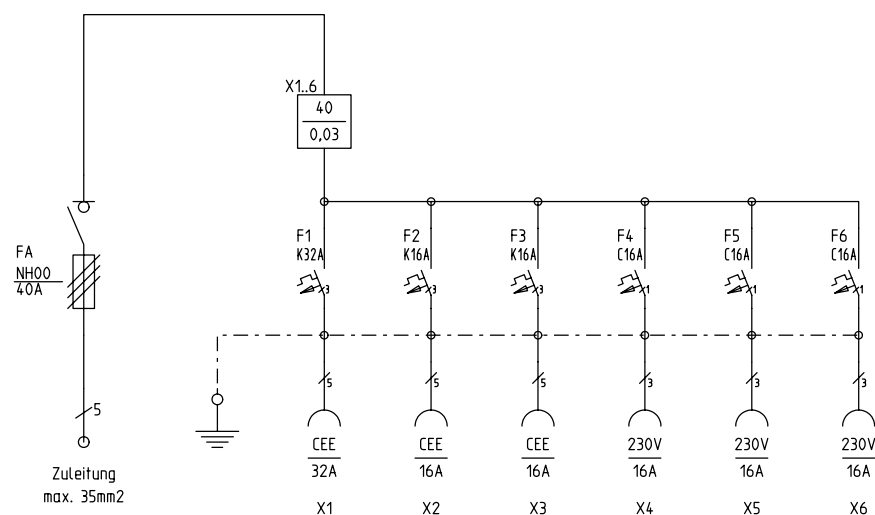 X1..6
40
0,03
FA
NH00
40A
F1
K32A
F2
K16A
F3
K16A
F4
C16A
F5
C16A
F6
C16A
3
3
3
1
1
1
5
5
5
3
3
3
5
Zuleitung
max. 35mm2
CEE
32A
X1
CEE
16A
X2
CEE
16A
X3
230V
16A
X4
230V
16A
X5
230V
16A
X6